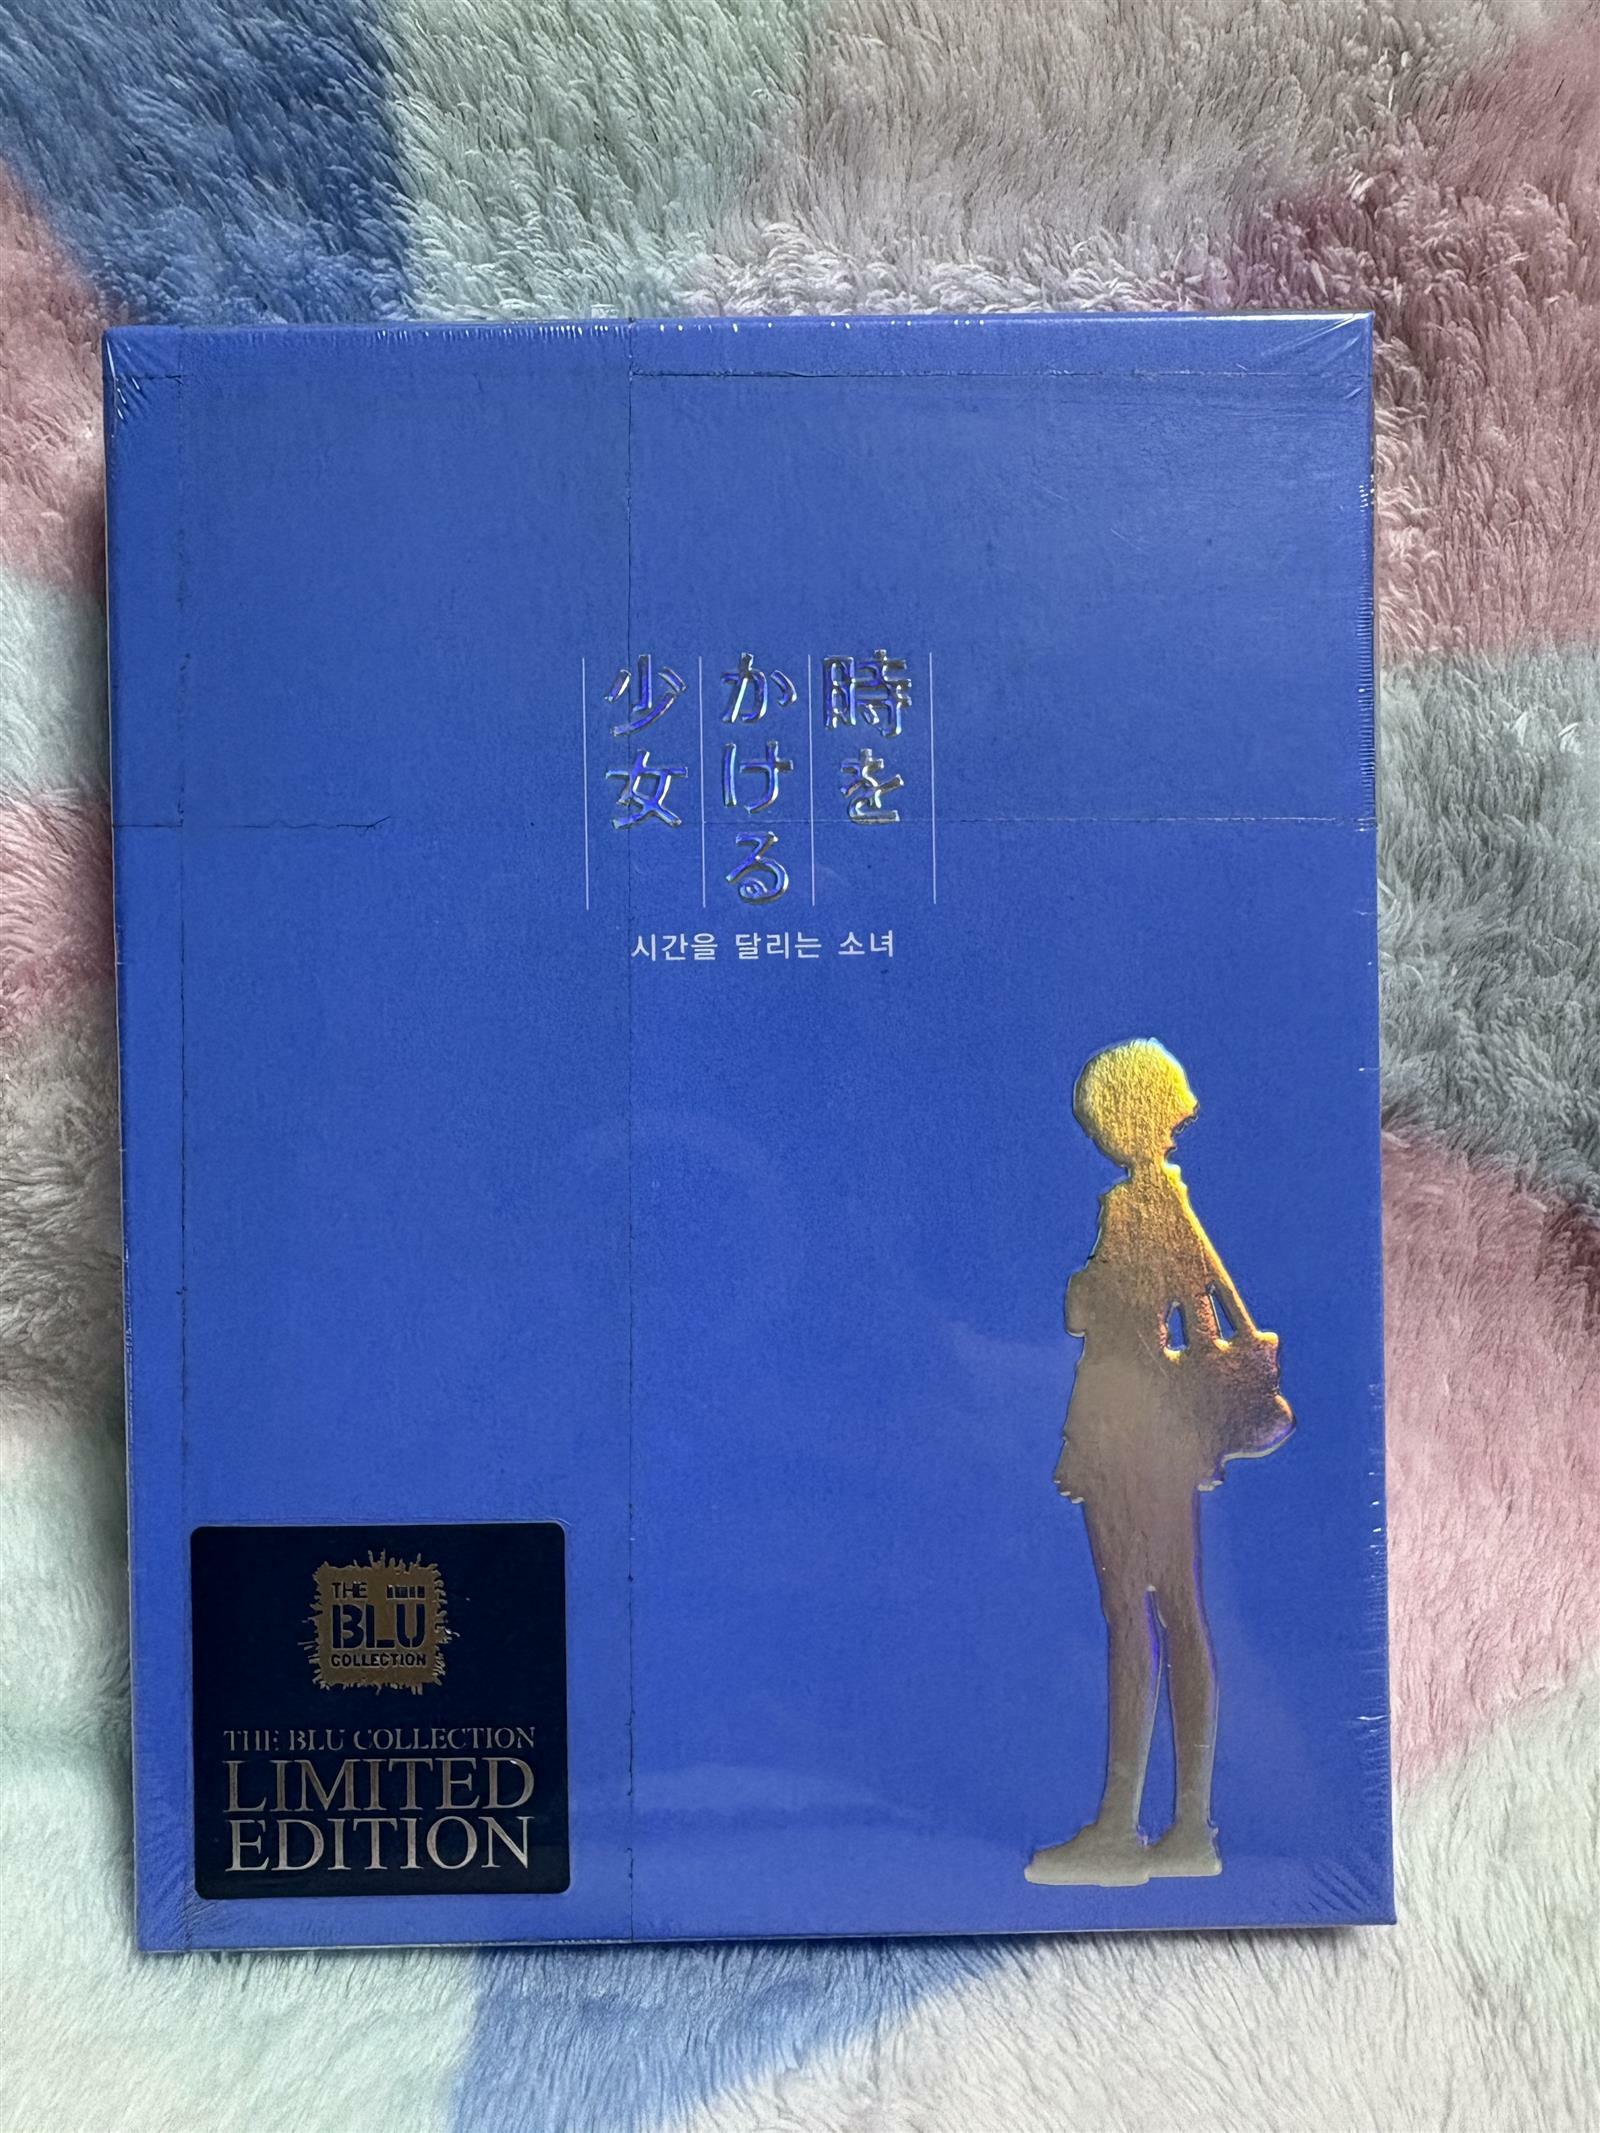 時を
かける
少女
시간을 달리는 소녀
THE
BLU
COLLECTION
THE BLU COLLECTION
LIMITED
EDITION